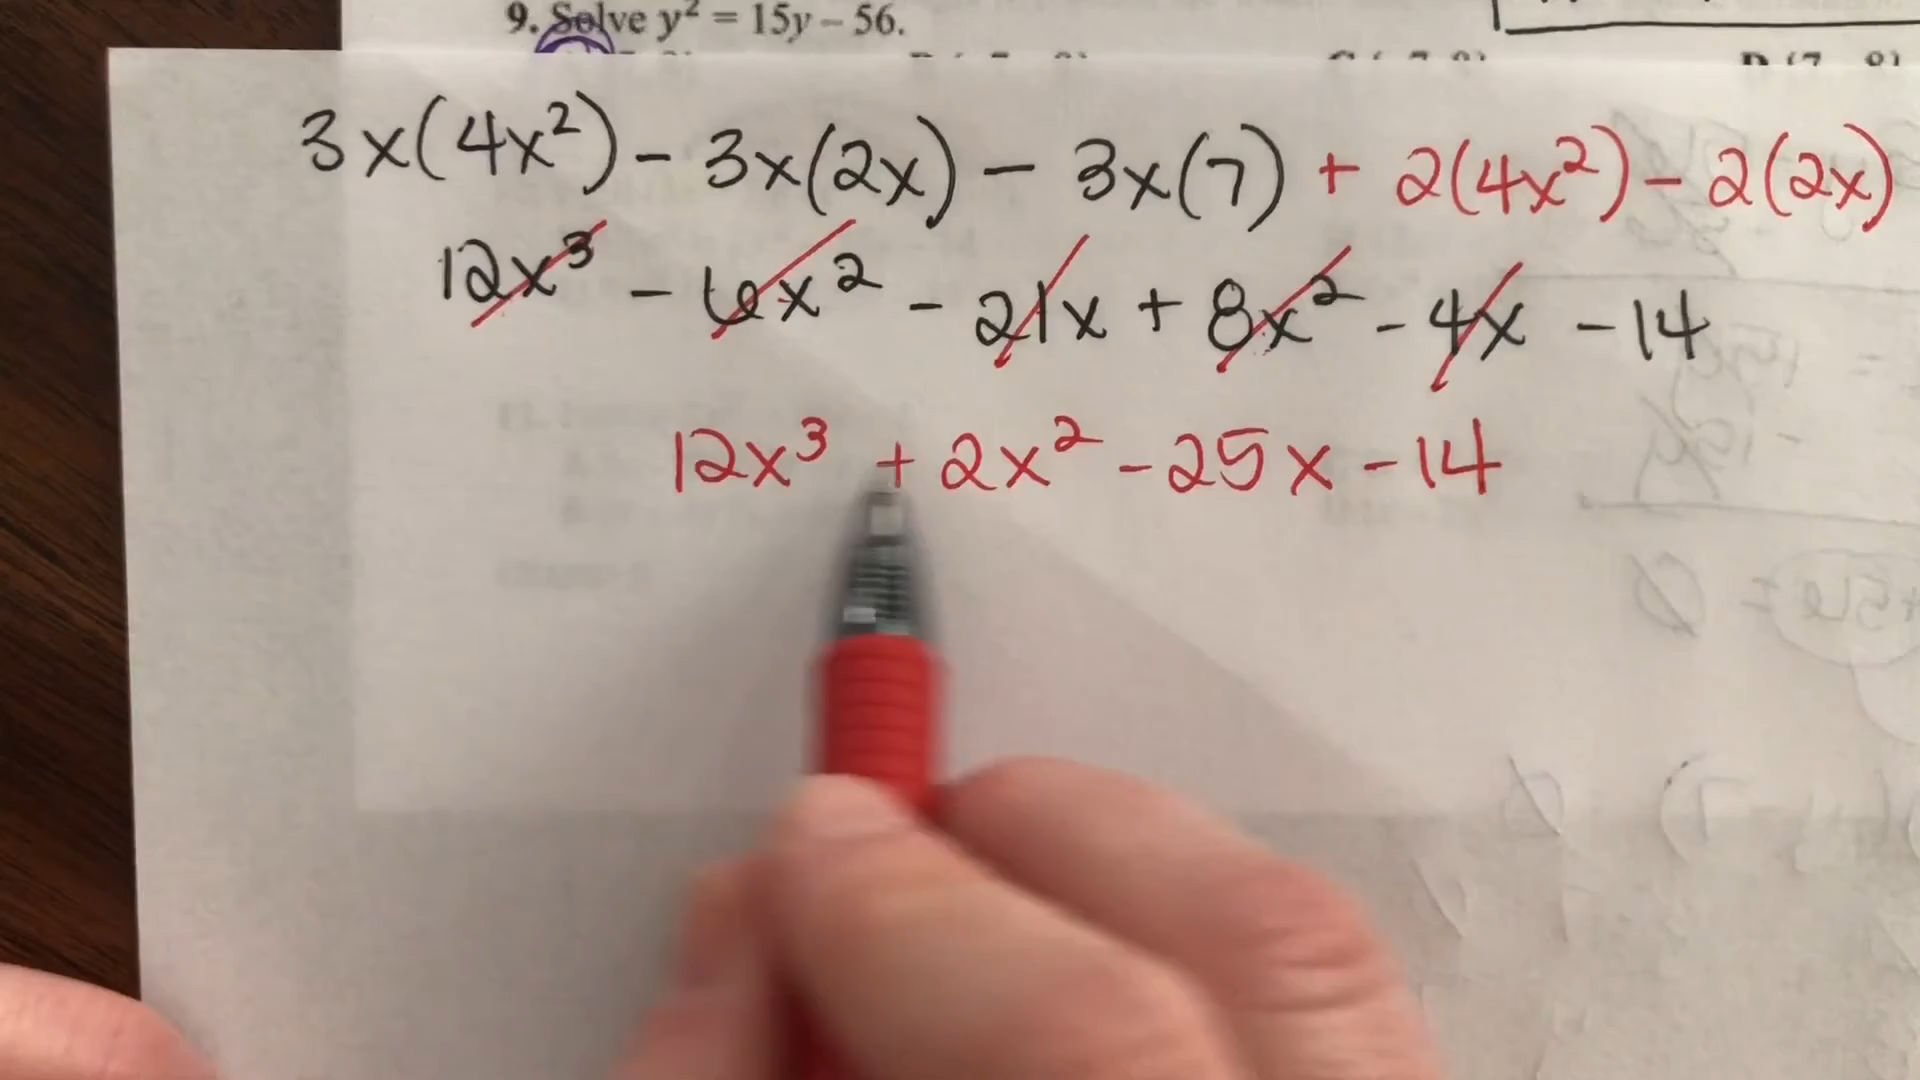 9. Solve y² = 15y – 56.
3x(4x²) - 3x(2x) - 3x(7) + 2(4x²) - 2(2x)
12x³ - 6x² - 21x + 8x² - 4x - 14
12x³ + 2x² - 25x - 14